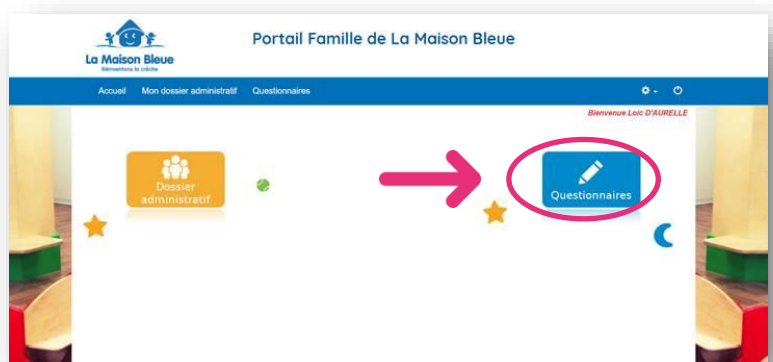 La Maison Bleue
Réinventons la crèche
Portail Famille de La Maison Bleue
Accueil Mon dossier administratif Questionnaires
Bienvenue Loic D'AURELLE
Dossier
administratif
Questionnaires